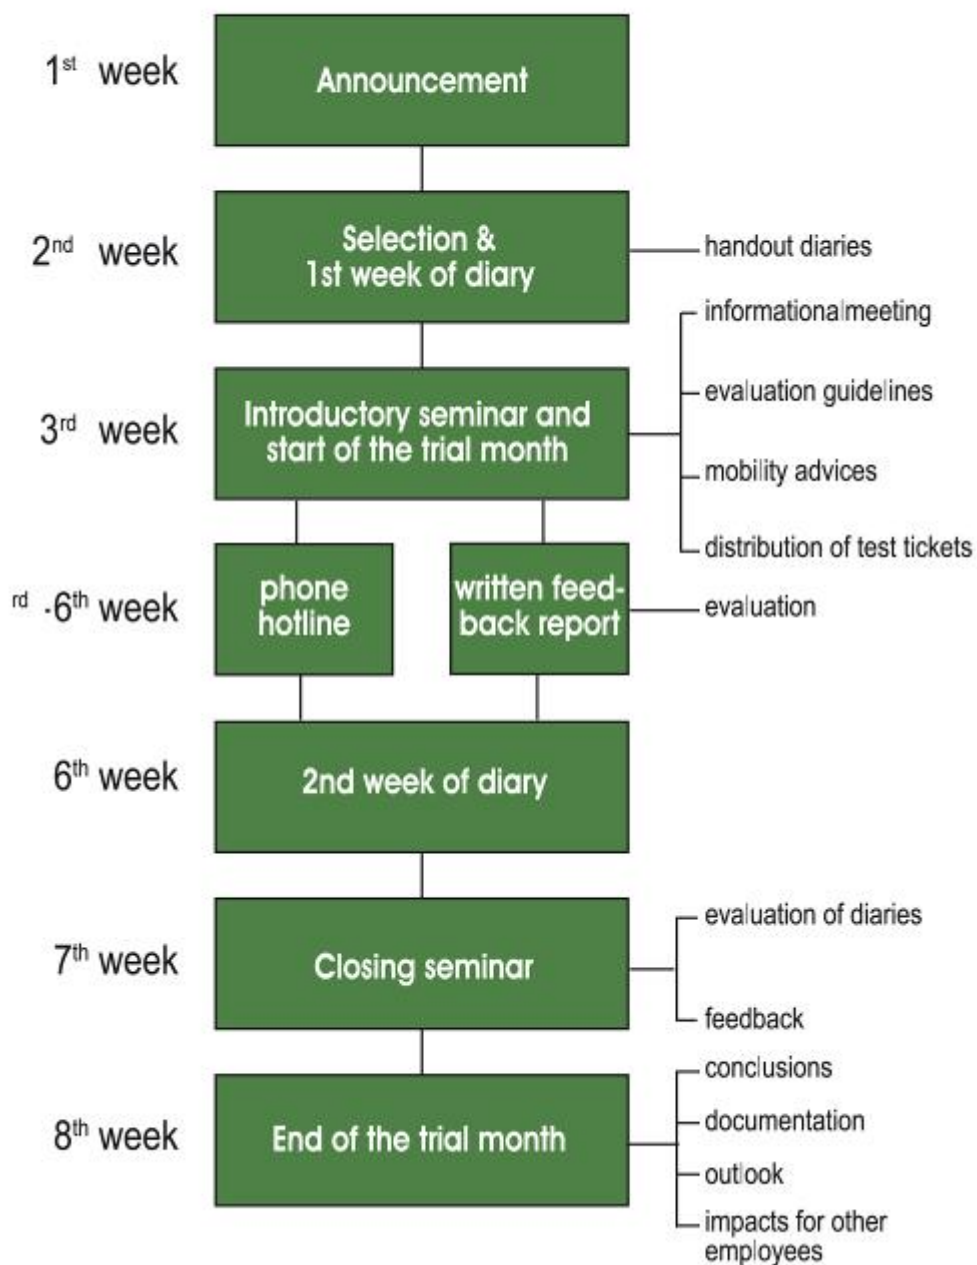 1st week
Announcement
2nd week
Selection &
1st week of diary
handout diaries
3rd week
Introductory seminar and
start of the trial month
informationalmeeting
evaluation guidelines
mobility advices
distribution of test tickets
rd -6th week
phone
hotline
written feed-
back report
evaluation
6th week
2nd week of diary
7th week
Closing seminar
evaluation of diaries
feedback
8th week
End of the trial month
conclusions
documentation
outlook
impacts for other
employees